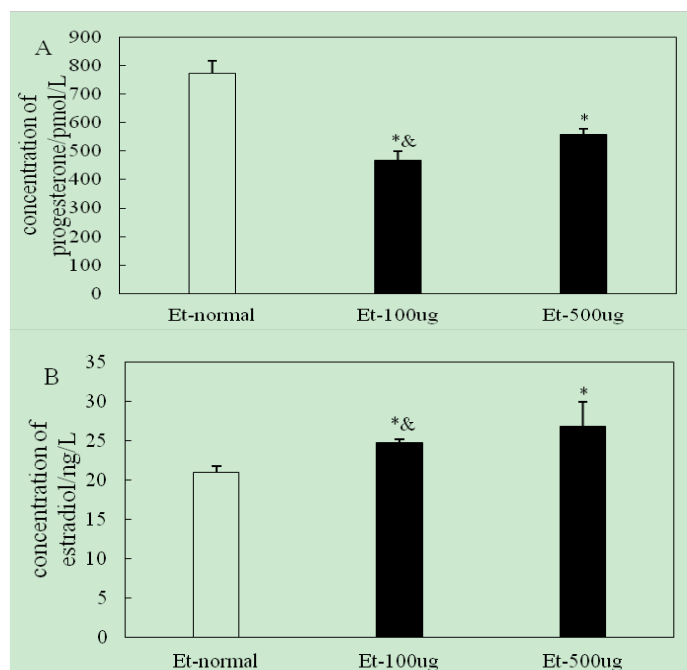 A
concentration of
progesterone/pmol/L
900
800
700
600
500
400
300
200
100
0
*&
*
Et-normal
Et-100ug
Et-500ug
B
concentration of
estradiol/ng/L
35
30
25
20
15
10
5
0
*&
*
Et-normal
Et-100ug
Et-500ug